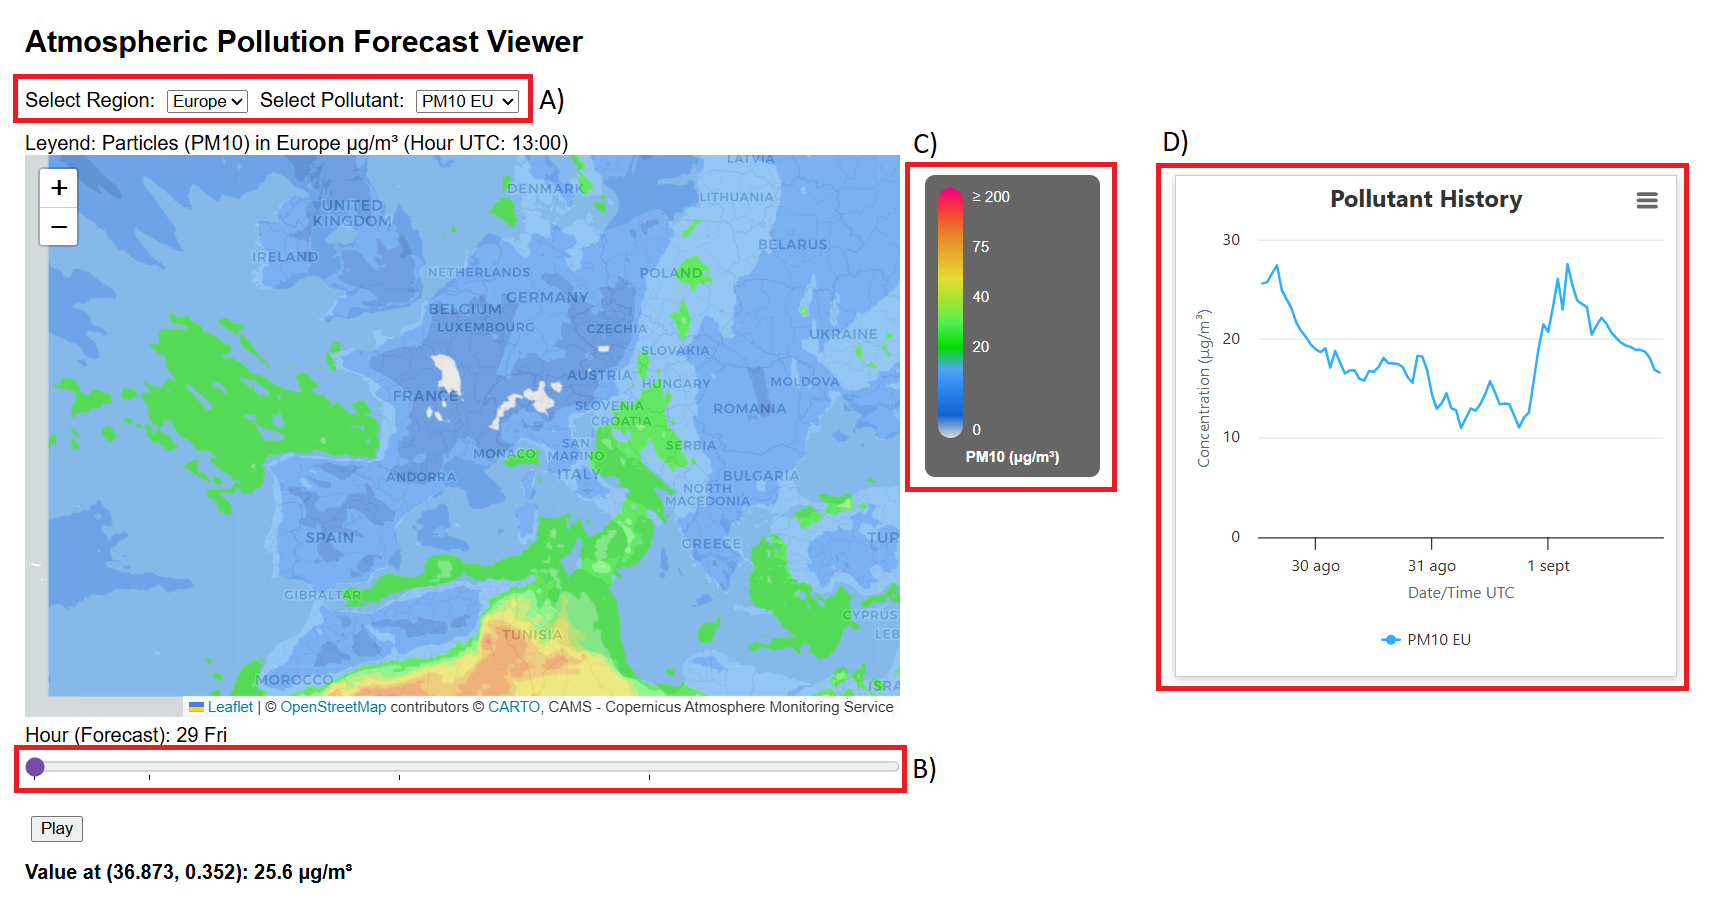 Atmospheric Pollution Forecast Viewer
Select Region: Europe Select Pollutant: PM10 EU A)
Leyend: Particles (PM10) in Europe µg/m³ (Hour UTC: 13:00)
+
−
LATVIA
DENMARK
LITHUANIA
UNITED
KINGDOM
BELARUS
IRELAND
NETHERLANDS
POLAND
GERMANY
BELGIUM
LUXEMBOURG
CZECHIA
UKRAINE
SLOVAKIA
AUSTRIA
HUNGARY
MOLDOVA
FRANCE
SLOVENIA
ROMANIA
CROATIA
SAN
MARINO
SERBIA
MONACO
ITALY
ANDORRA
BULGARIA
NORTH
MACEDONIA
SPAIN
GREECE
TUR
GIBRALTAR
CYPRUS
TUNISIA
LEB
MOROCCO
ISRA
Leaflet | © OpenStreetMap contributors © CARTO, CAMS - Copernicus Atmosphere Monitoring Service
C)
≥ 200
75
40
20
0
PM10 (µg/m³)
D)
Pollutant History
30
20
10
0
Concentration (µg/m³)
30 ago
31 ago
1 sept
Date/Time UTC
PM10 EU
Hour (Forecast): 29 Fri
B)
Play
Value at (36.873, 0.352): 25.6 µg/m³